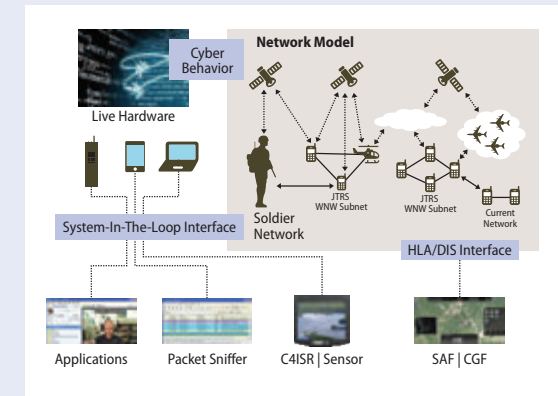 Network Model
Cyber
Behavior
Live Hardware
JTRS
WNW Subnet
JTRS
WNW Subnet
Current
Network
Soldier
Network
System-In-The-Loop Interface
HLA/DIS Interface
Applications
Packet Sniffer
C4ISR | Sensor
SAF | CGF